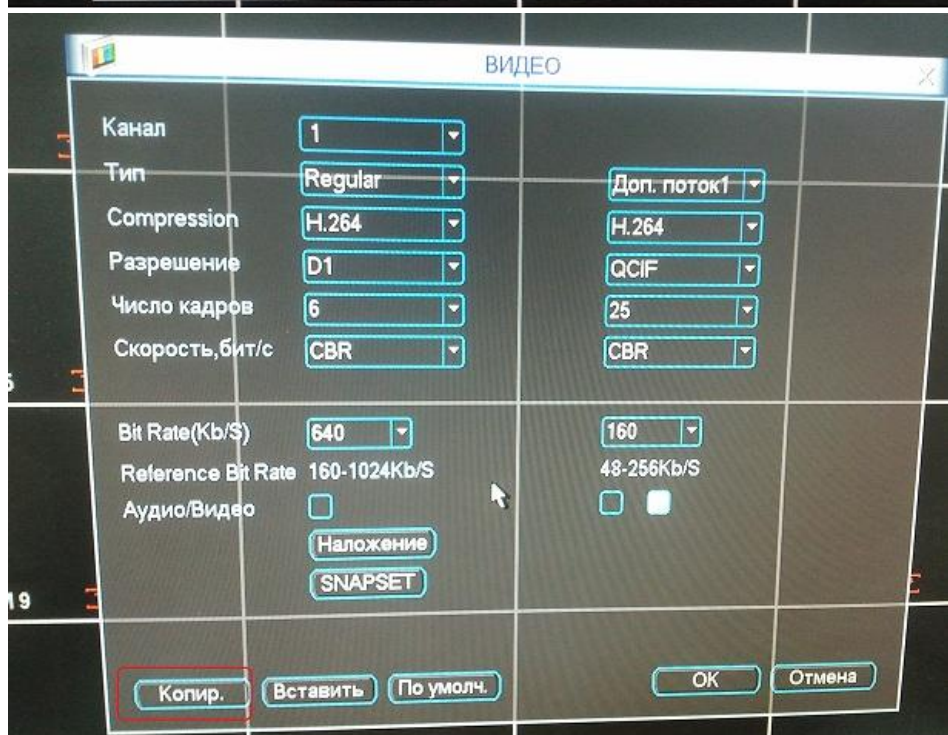 ВИДЕО
Канал 1
Тип Regular Доп. поток1
Compression H.264 H.264
Разрешение D1 QCIF
Число кадров 6 25
Скорость,бит/с CBR CBR
Bit Rate(Kb/S) 640 160
Reference Bit Rate 160-1024Kb/S 48-256Kb/S
Аудио/Видео
Наложение
SNAPSET
Копир. Вставить По умолч. OK Отмена